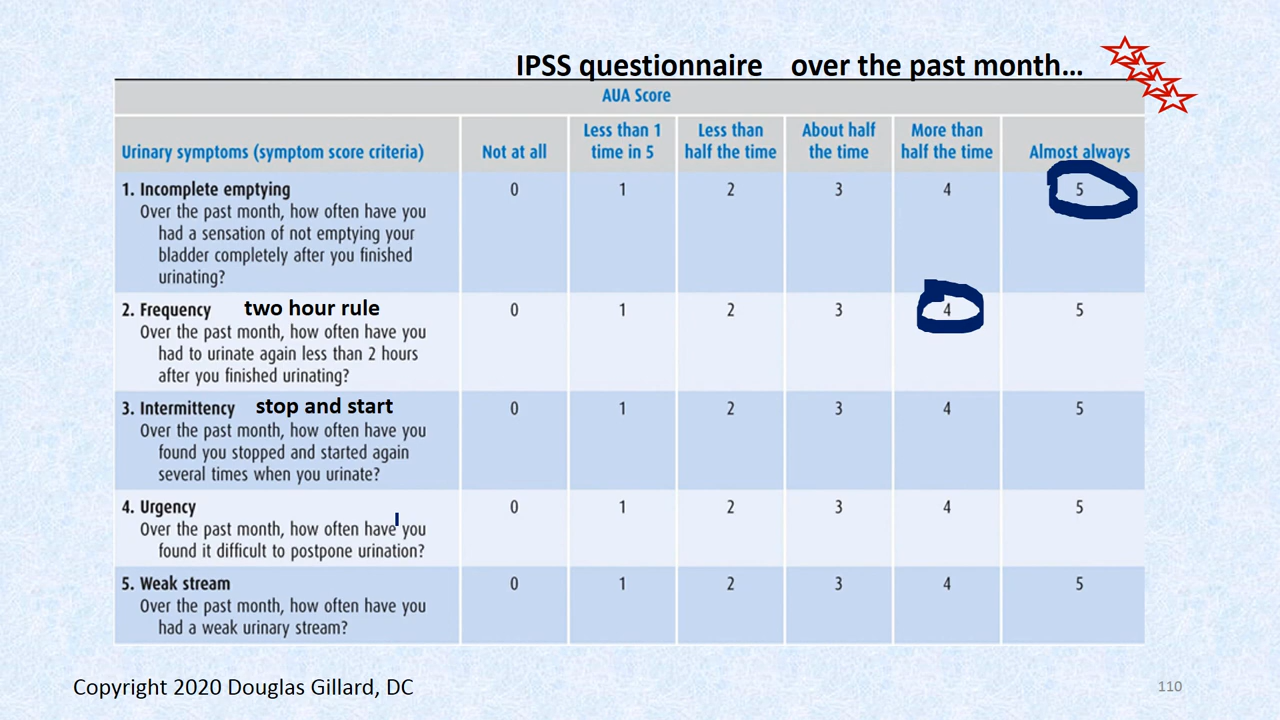 IPSS questionnaire over the past month...
AUA Score
Urinary symptoms (symptom score criteria)
Not at all
Less than 1
time in 5
Less than
half the time
About half
the time
More than
half the time
Almost always
1. Incomplete emptying
Over the past month, how often have you
had a sensation of not emptying your
bladder completely after you finished
urinating?
0 1 2 3 4 5
2. Frequency two hour rule
Over the past month, how often have you
had to urinate again less than 2 hours
after you finished urinating?
0 1 2 3 4 5
3. Intermittency stop and start
Over the past month, how often have you
found you stopped and started again
several times when you urinate?
0 1 2 3 4 5
4. Urgency
Over the past month, how often have you
found it difficult to postpone urination?
0 1 2 3 4 5
5. Weak stream
Over the past month, how often have you
had a weak urinary stream?
0 1 2 3 4 5
Copyright 2020 Douglas Gillard, DC
110